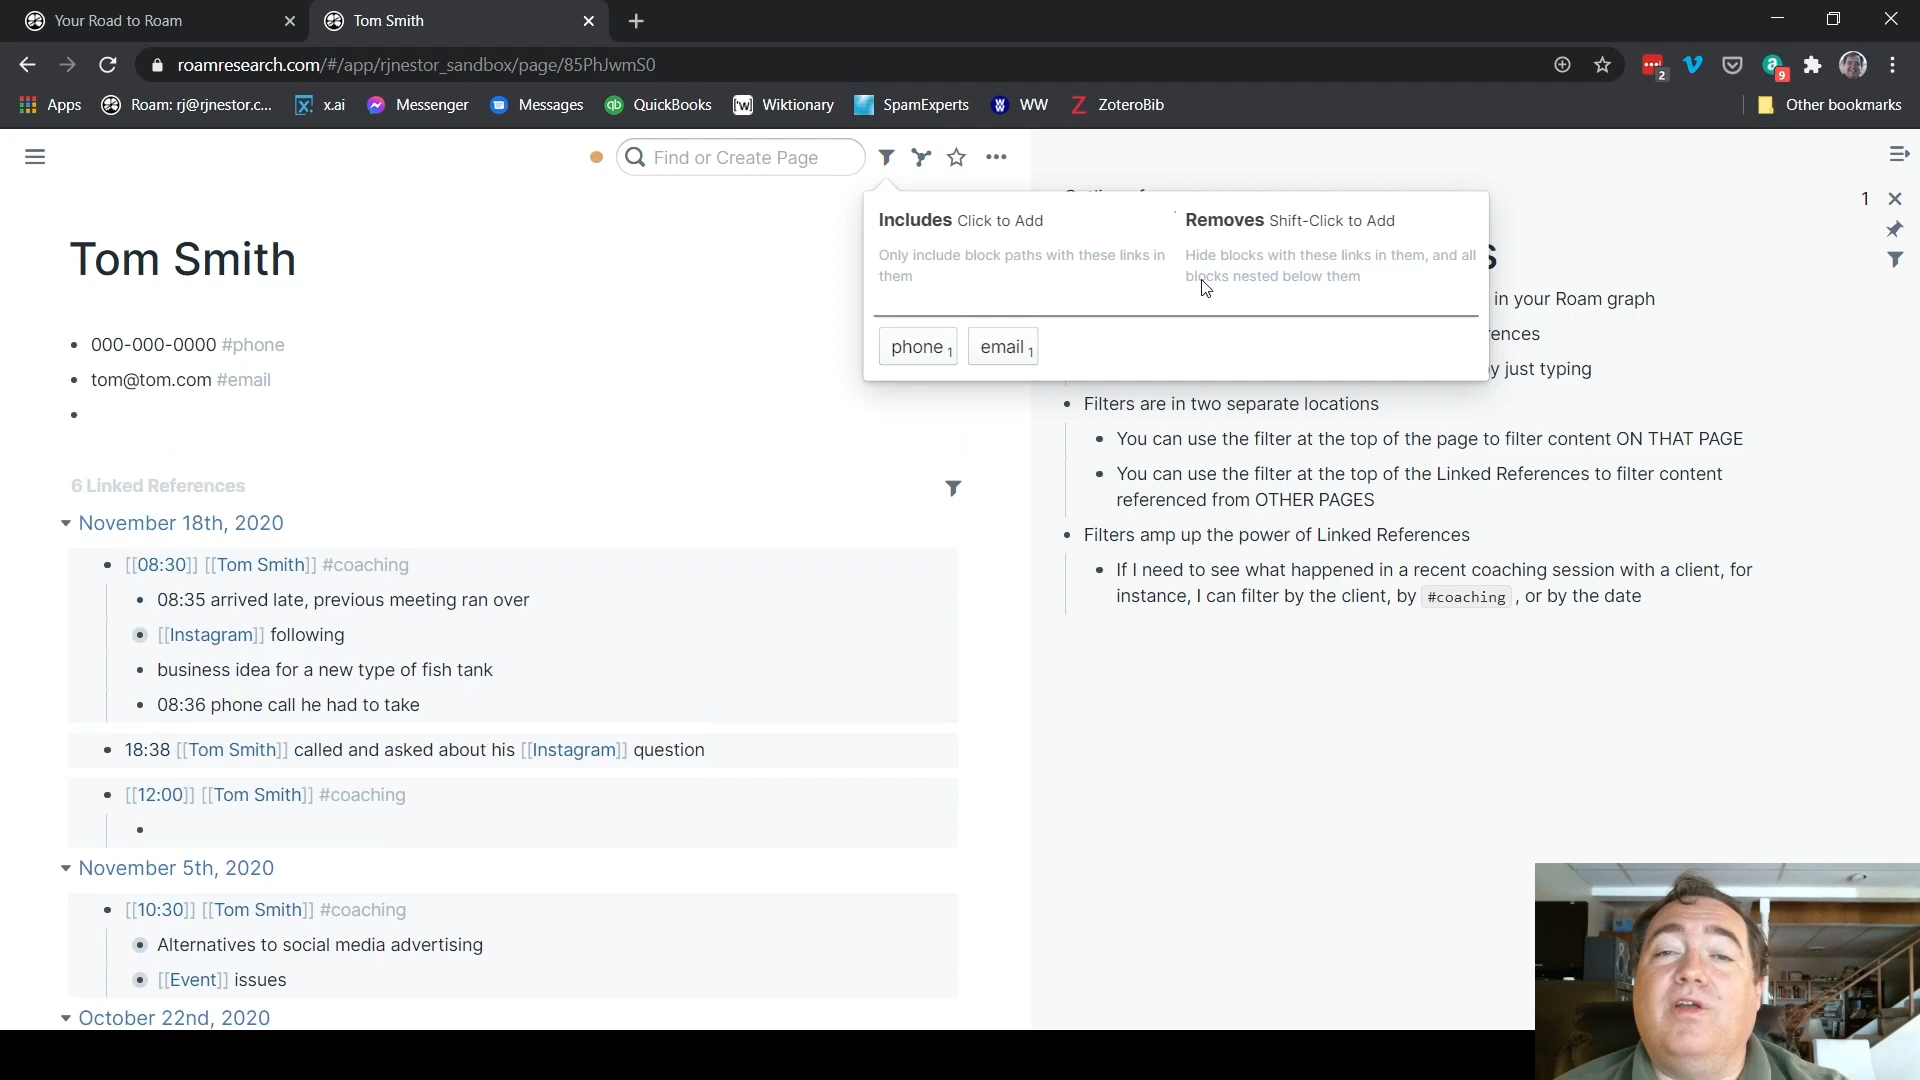 Your Road to Roam
Tom Smith
roamresearch.com/#/app/rjnestor_sandbox/page/85PhJwmS0
2
9
Apps
Roam: rj@rjnestor.c...
x.ai
Messenger
Messages
QuickBooks
Wiktionary
SpamExperts
WW
ZoteroBib
Other bookmarks
Find or Create Page
Includes Click to Add
Only include block paths with these links in
them
Removes Shift-Click to Add
Hide blocks with these links in them, and all
blocks nested below them
phone 1
email 1
Tom Smith
000-000-0000 #phone
tom@tom.com #email
6 Linked References
November 18th, 2020
[[08:30]] [[Tom Smith]] #coaching
08:35 arrived late, previous meeting ran over
[[Instagram]] following
business idea for a new type of fish tank
08:36 phone call he had to take
18:38 [[Tom Smith]] called and asked about his [[Instagram]] question
[[12:00]] [[Tom Smith]] #coaching
November 5th, 2020
[[10:30]] [[Tom Smith]] #coaching
Alternatives to social media advertising
[[Event]] issues
October 22nd, 2020
1
in your Roam graph
ences
y just typing
Filters are in two separate locations
You can use the filter at the top of the page to filter content ON THAT PAGE
You can use the filter at the top of the Linked References to filter content
referenced from OTHER PAGES
Filters amp up the power of Linked References
If I need to see what happened in a recent coaching session with a client, for
instance, I can filter by the client, by #coaching , or by the date